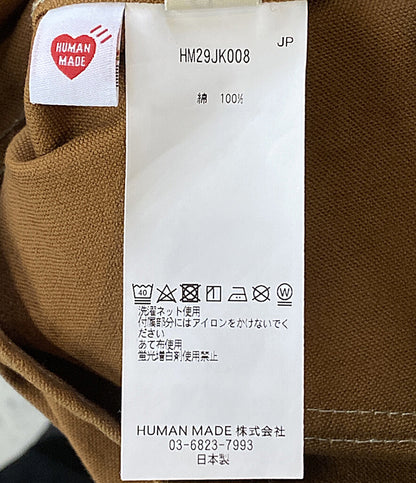 HUMAN
MADE
JP
HM29JK008
綿 100%
40
W
洗濯ネット使用
付属部分にはアイロンをかけないでく
ださい
あて布使用
蛍光増白剤使用禁止
HUMAN MADE 株式会社
03-6823-7993
日本製